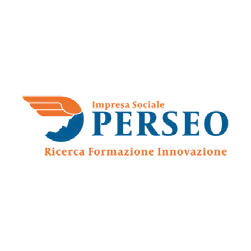 Impresa Sociale
PERSEO
Ricerca Formazione Innovazione